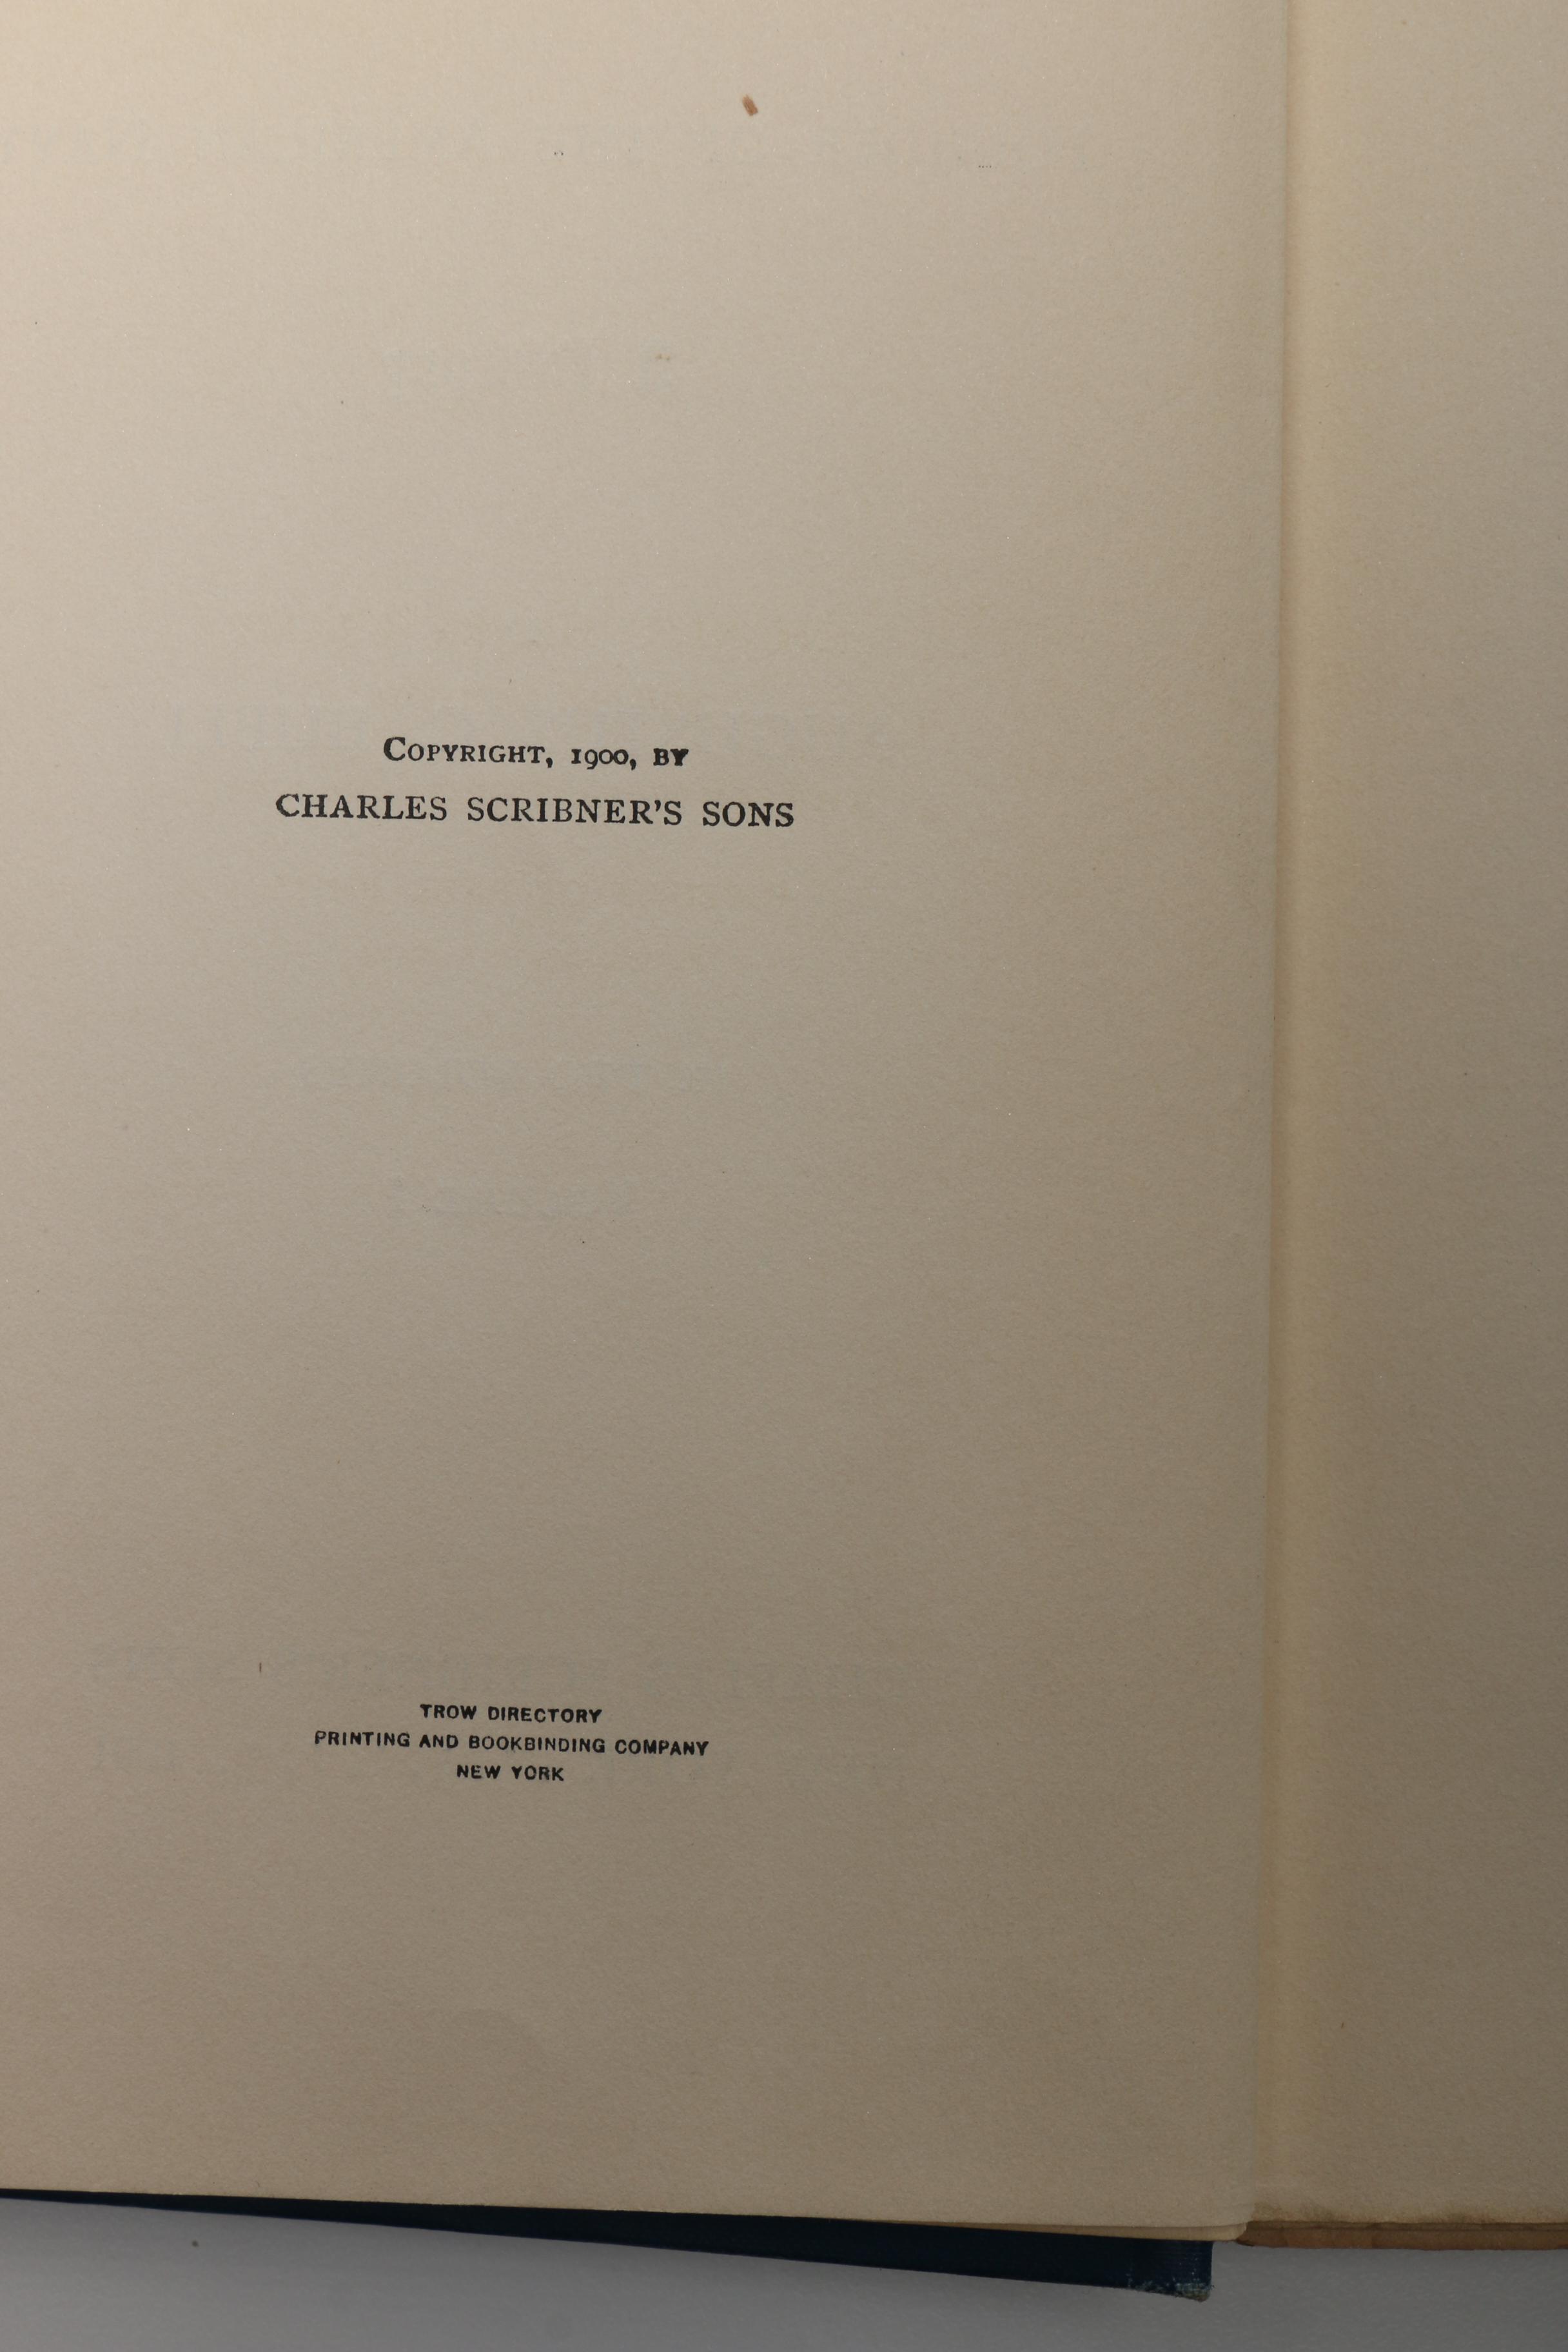 Copyright, 1900, by
CHARLES SCRIBNER'S SONS
TROW DIRECTORY
PRINTING AND BOOKBINDING COMPANY
NEW YORK